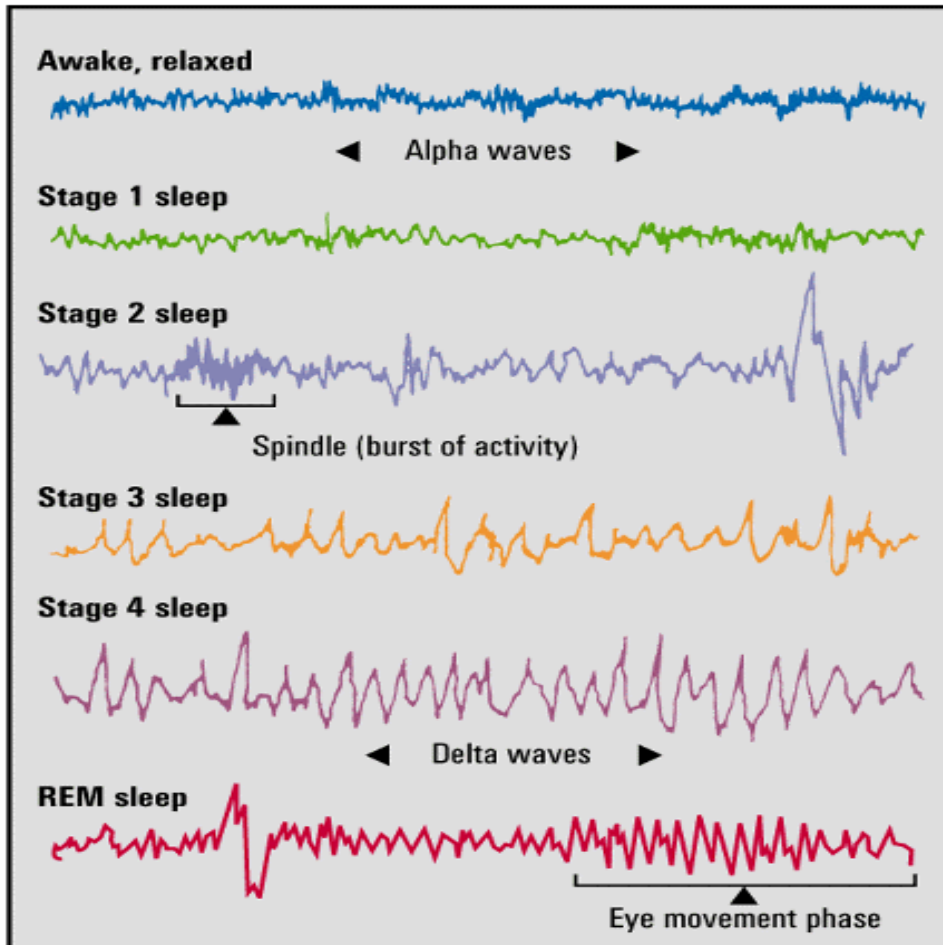 Awake, relaxed
Alpha waves
Stage 1 sleep
Stage 2 sleep
Spindle (burst of activity)
Stage 3 sleep
Stage 4 sleep
Delta waves
REM sleep
Eye movement phase